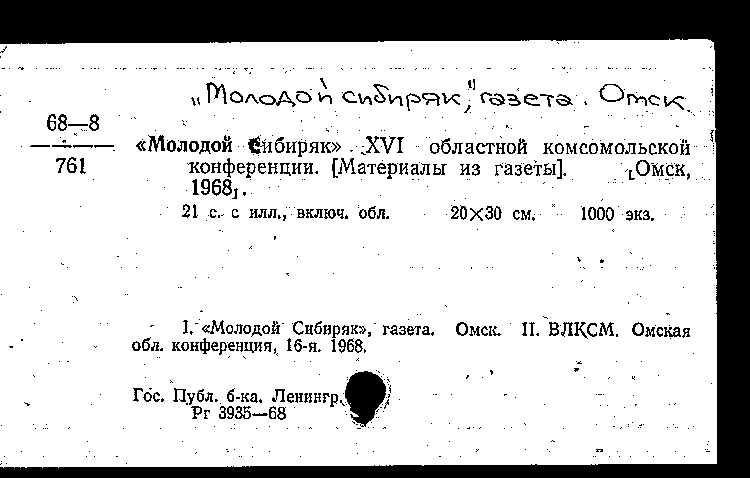 „Молодой сибиряк," газета. Омск
68—8
761
«Молодой Сибиряк» XVI областной комсомольской
конференции. [Материалы из газеты]. [Омск,
1968].
21 с. с илл., включ. обл. 20×30 см. 1000 экз.
I. «Молодой Сибиряк», газета. Омск. II. ВЛКСМ. Омская
обл. конференция, 16-я. 1968.
Гос. Публ. б-ка. Ленингр.
Рг 3935—68